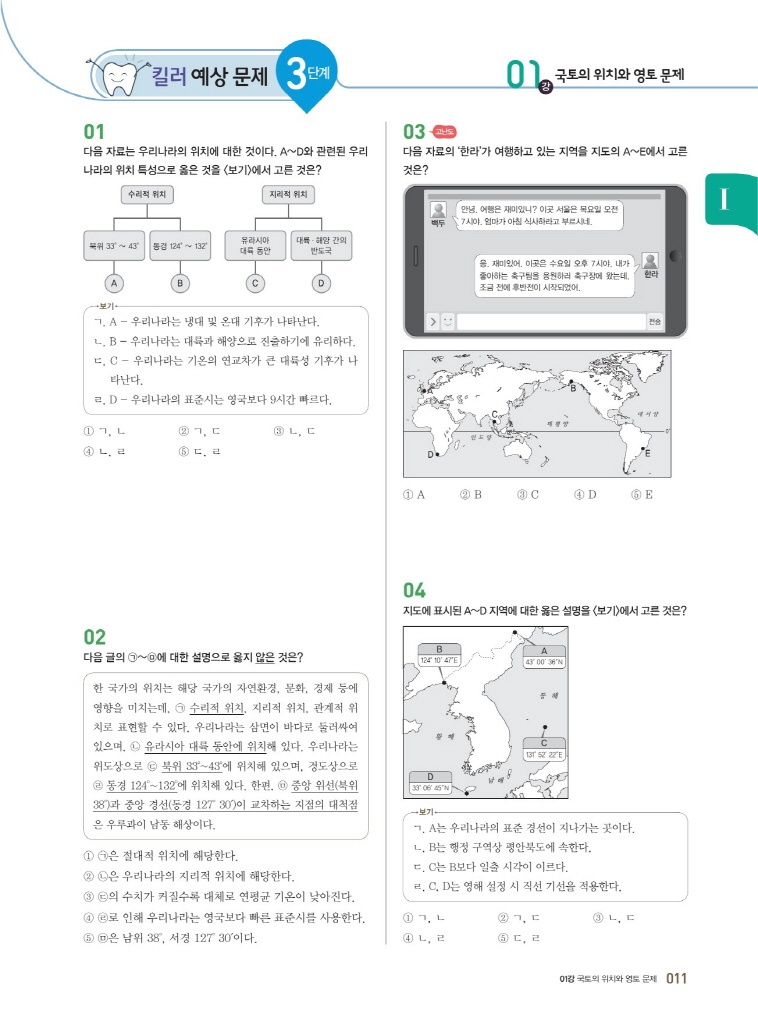 킬러 예상 문제 3단계
01강 국토의 위치와 영토 문제
I
01
다음 자료는 우리나라의 위치에 대한 것이다. A~D와 관련된 우리
나라의 위치 특성으로 옳은 것을 <보기>에서 고른 것은?
수리적 위치
지리적 위치
북위 33° ~ 43°
동경 124° ~ 132°
유라시아
대륙 동안
대륙·해양 간의
반도국
A
B
C
D
보기
ㄱ. A - 우리나라는 냉대 및 온대 기후가 나타난다.
ㄴ. B - 우리나라는 대륙과 해양으로 진출하기에 유리하다.
ㄷ. C - 우리나라는 기온의 연교차가 큰 대륙성 기후가 나
타난다.
ㄹ. D - 우리나라의 표준시는 영국보다 9시간 빠르다.
① ㄱ, ㄴ ② ㄱ, ㄷ ③ ㄴ, ㄷ
④ ㄴ, ㄹ ⑤ ㄷ, ㄹ
02
다음 글의 ㉠~㉤에 대한 설명으로 옳지 않은 것은?
한 국가의 위치는 해당 국가의 자연환경, 문화, 경제 등에
영향을 미치는데, ㉠ 수리적 위치, 지리적 위치, 관계적 위
치로 표현할 수 있다. 우리나라는 삼면이 바다로 둘러싸여
있으며, ㉡ 유라시아 대륙 동안에 위치해 있다. 우리나라는
위도상으로 ㉢ 북위 33°~43°에 위치해 있으며, 경도상으로
㉣ 동경 124°~132°에 위치해 있다. 한편, ㉤ 중앙 위선(북위
38°)과 중앙 경선(동경 127° 30′)이 교차하는 지점의 대척점
은 우루과이 남동 해상이다.
① ㉠은 절대적 위치에 해당한다.
② ㉡은 우리나라의 지리적 위치에 해당한다.
③ ㉢의 수치가 커질수록 대체로 연평균 기온이 낮아진다.
④ ㉣로 인해 우리나라는 영국보다 빠른 표준시를 사용한다.
⑤ ㉤은 남위 38°, 서경 127° 30′이다.
03 고난도
다음 자료의 '한라'가 여행하고 있는 지역을 지도의 A~E에서 고른
것은?
백두
안녕, 여행은 재미있니? 이곳 서울은 목요일 오전
7시야. 엄마가 아침 식사하라고 부르시네.
응, 재미있어. 이곳은 수요일 오후 7시야. 내가
좋아하는 축구팀을 응원하러 축구장에 왔는데,
조금 전에 후반전이 시작되었어.
한라
전송
A
B
C
D
E
태평양
대서양
인도양
0°
① A ② B ③ C ④ D ⑤ E
04
지도에 표시된 A~D 지역에 대한 옳은 설명을 <보기>에서 고른 것은?
B
124° 10′ 47″E
A
43° 00′ 36″N
동해
황해
C
131° 52′ 22″E
D
33° 06′ 45″N
남해
보기
ㄱ. A는 우리나라의 표준 경선이 지나가는 곳이다.
ㄴ. B는 행정 구역상 평안북도에 속한다.
ㄷ. C는 B보다 일출 시각이 이르다.
ㄹ. C, D는 영해 설정 시 직선 기선을 적용한다.
① ㄱ, ㄴ ② ㄱ, ㄷ ③ ㄴ, ㄷ
④ ㄴ, ㄹ ⑤ ㄷ, ㄹ
01강 국토의 위치와 영토 문제 011